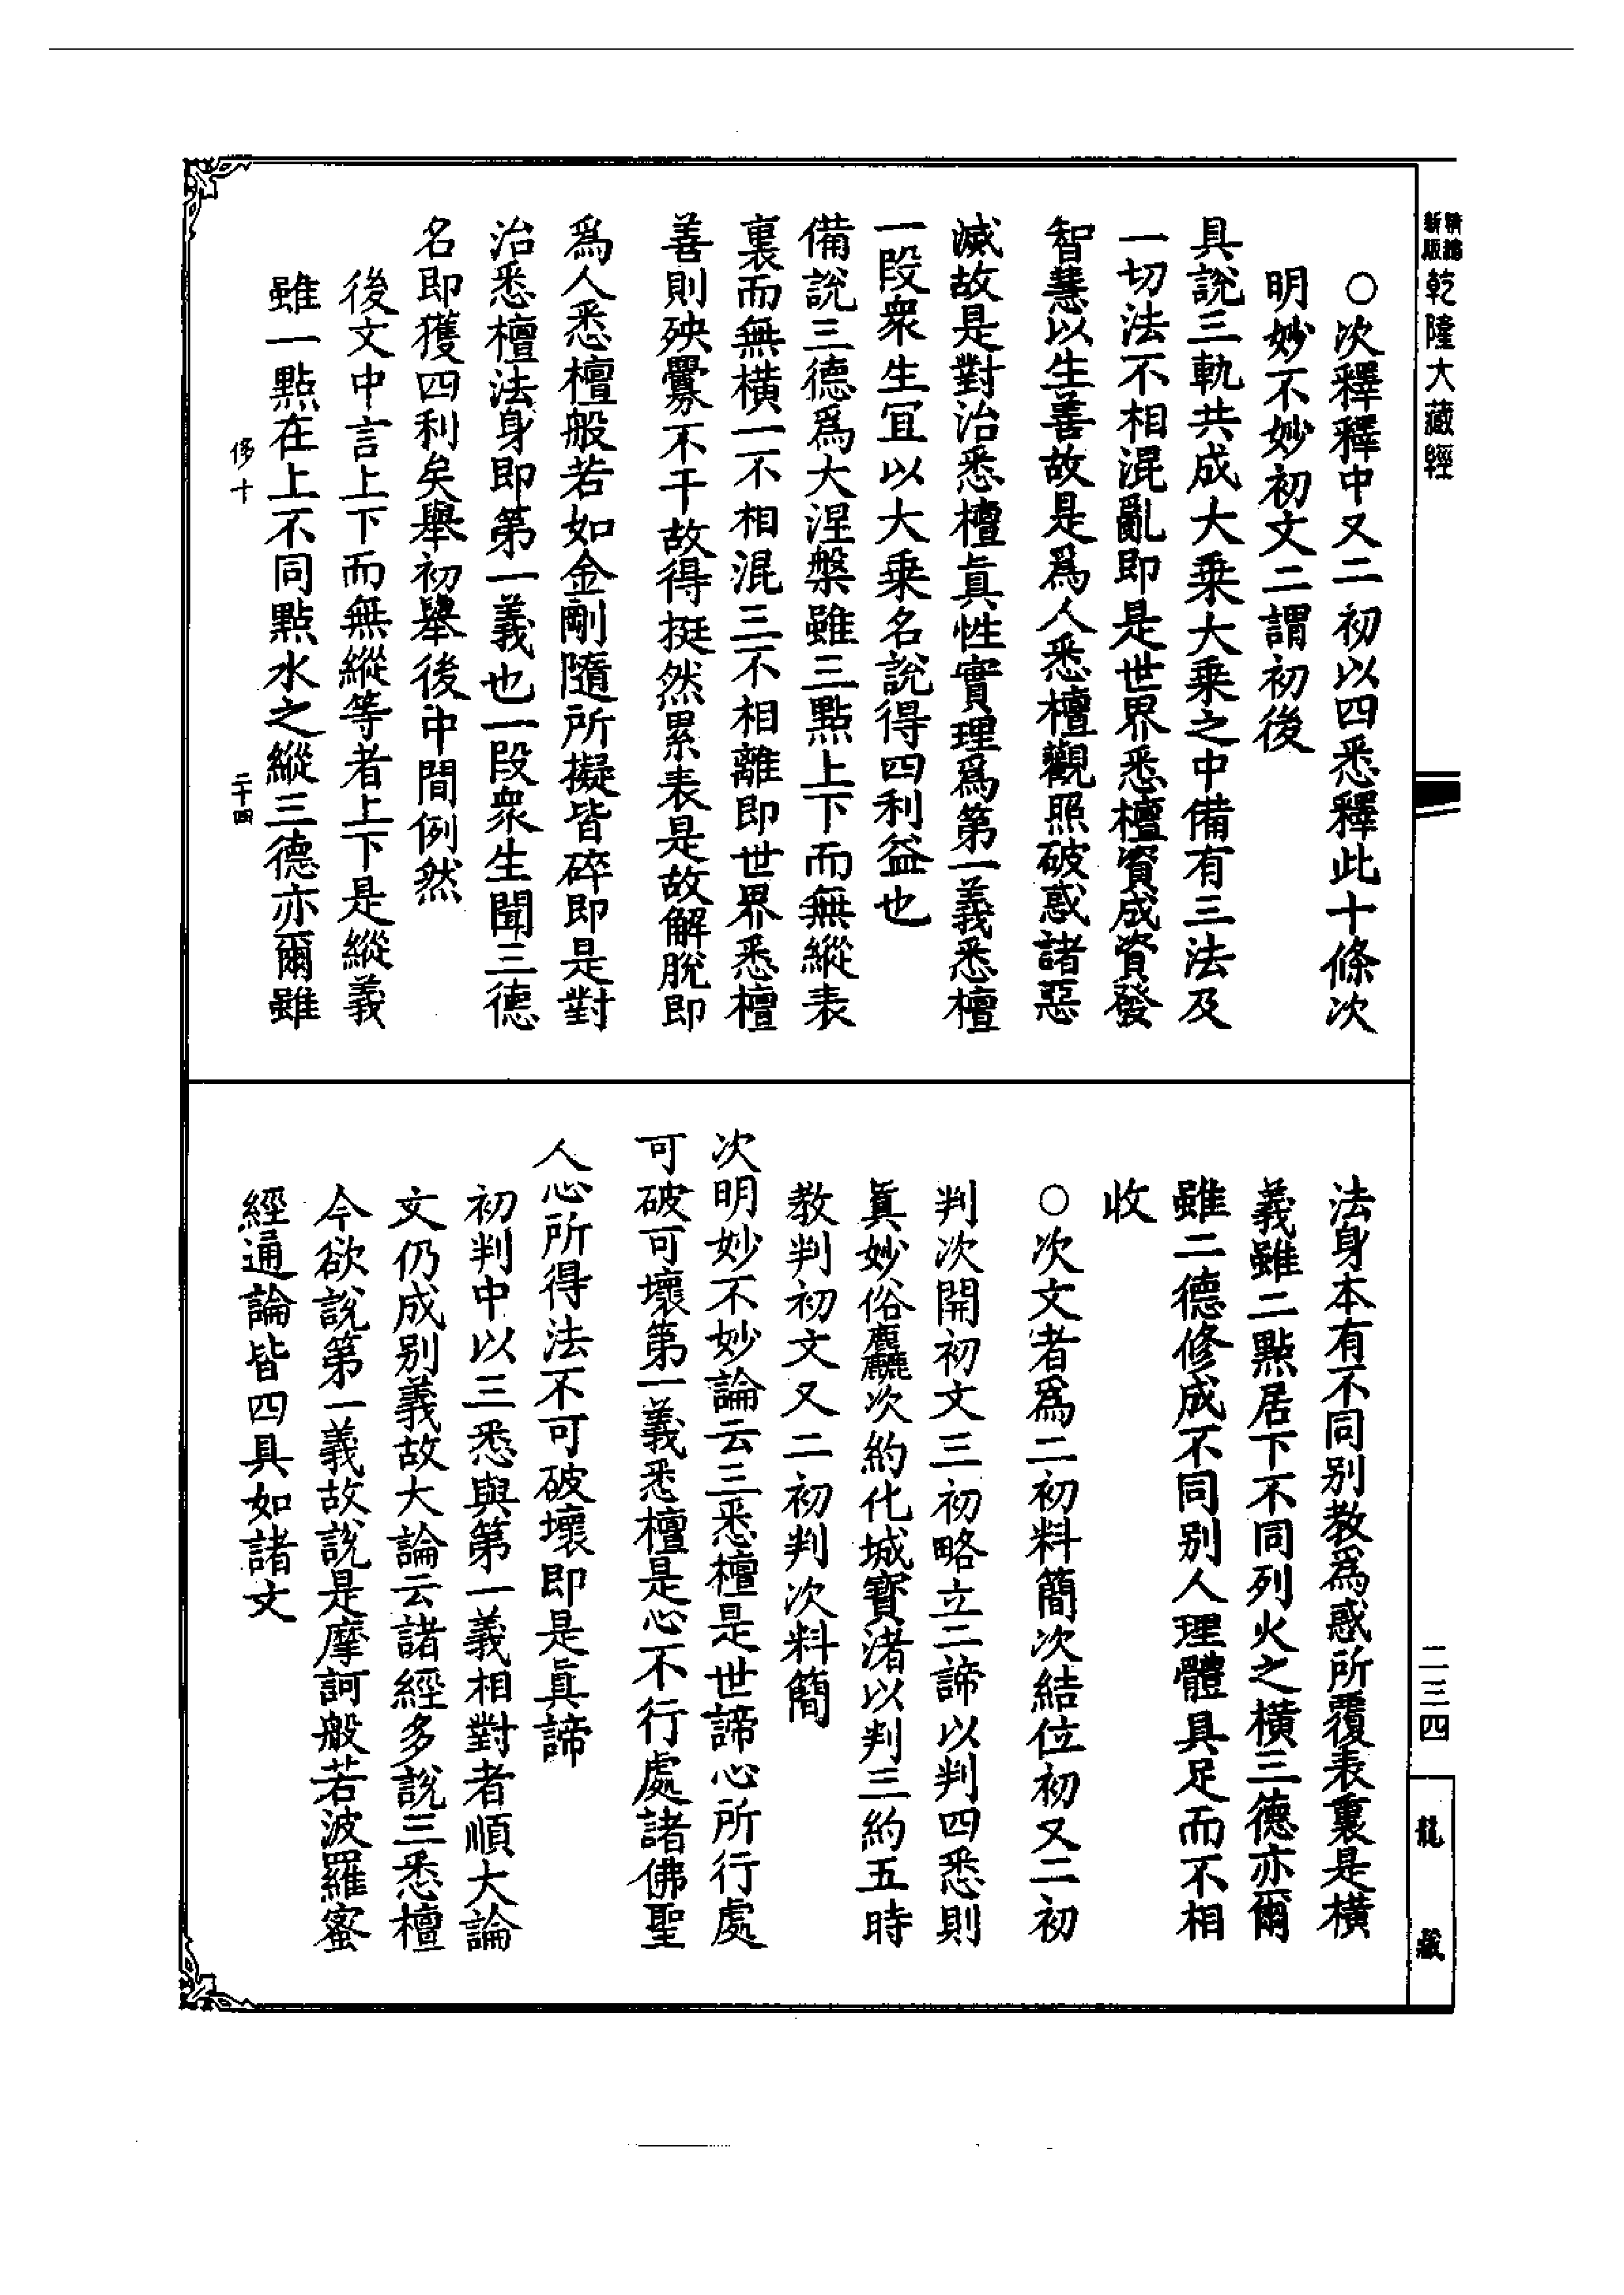 精縮新版乾隆大藏經
○次釋釋中又二初以四悉釋此十條次
明妙不妙初文二謂初後
具說三軌共成大乗大乗之中備有三法及
一切法不相混亂即是世界悉檀資成資發
智慧以生善故是爲人悉檀觀照破惑諸惡
滅故是對治悉檀眞性實理爲第一義悉檀
一段衆生冝以大乗名說得四利益也
備說三德爲大涅槃雖三點上下而無縱表
裏而無橫一不相混三不相離即世界悉檀
善則殃釁不干故得挺然累表是故解脫即
爲人悉檀般若如金剛隨所擬皆碎即是對
治悉檀法身即第一義也一段衆生聞三德
名即獲四利矣舉初舉後中間例然
後文中言上下而無縱等者上下是縱義
雖一點在上不同點水之縱三德亦爾雖
侈十 二十四
法身本有不同別教爲惑所覆表裏是橫
義雖二點居下不同列火之橫三德亦爾
雖二德修成不同別人理體具足而不相
收
○次文者爲二初料簡次結位初又二初
判次開初文三初略立二諦以判四悉則
眞妙俗麤次約化城寶渚以判三約五時
教判初文又二初判次料簡
次明妙不妙論云三悉檀是世諦心所行處
可破可壞第一義悉檀是心不行處諸佛聖
人心所得法不可破壞即是眞諦
初判中以三悉與第一義相對者順大論
文仍成別義故大論云諸經多說三悉檀
今欲說第一義故說是摩訶般若波羅蜜
經通論皆四具如諸文
二三四
龍藏